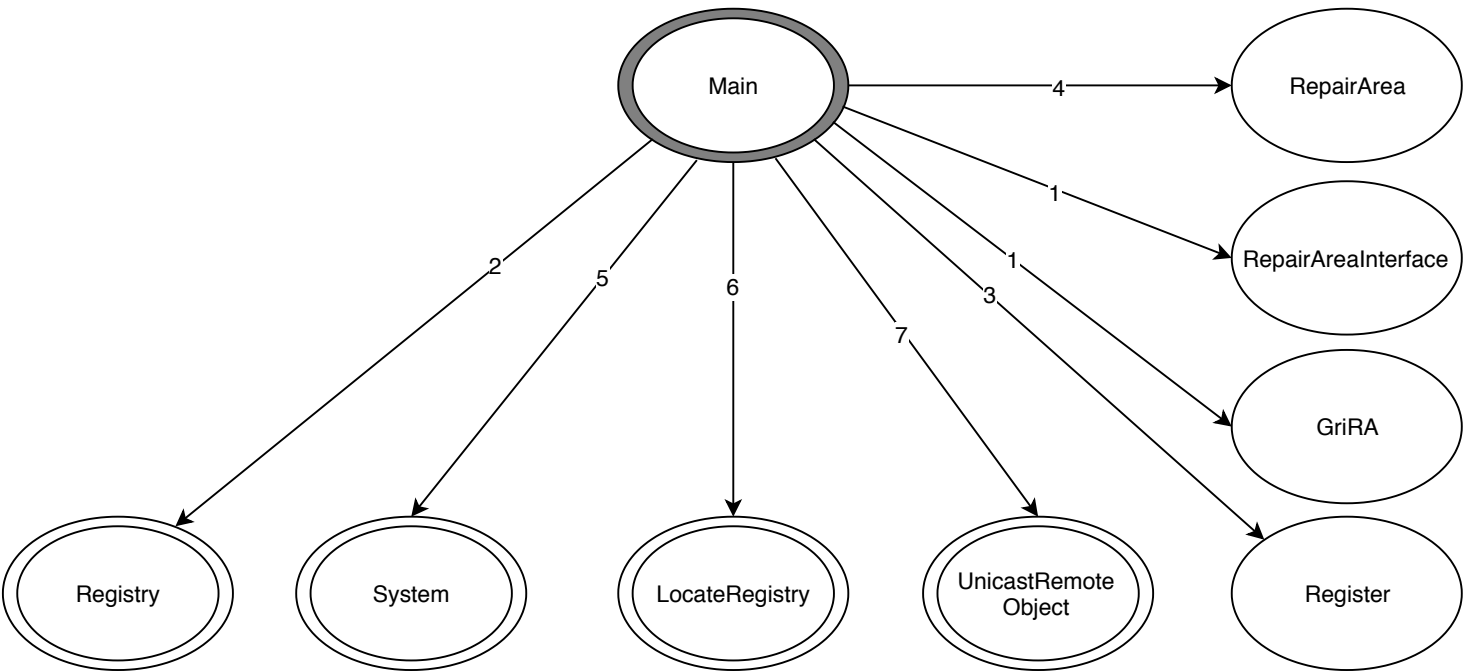 Main
4
RepairArea
1
RepairAreaInterface
2
5
6
7
1
3
GriRA
Registry
System
LocateRegistry
UnicastRemote
Object
Register